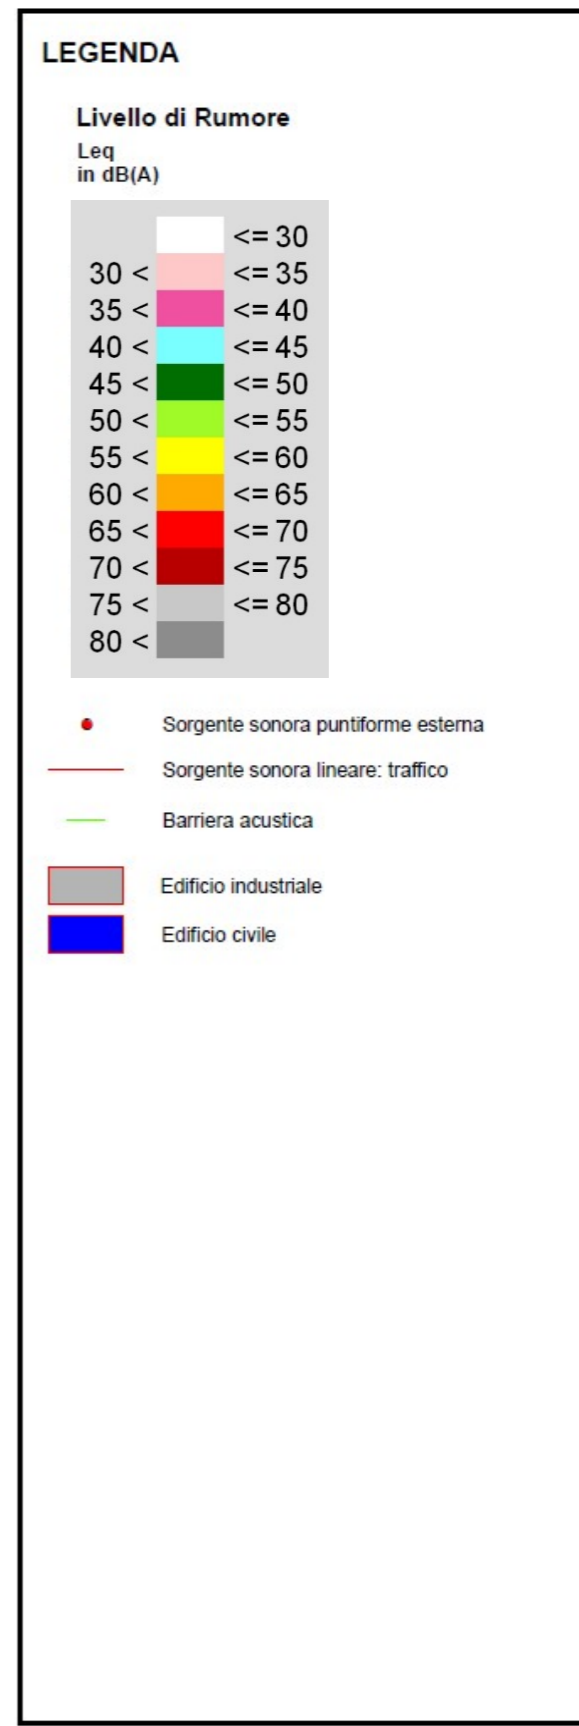 LEGENDA
Livello di Rumore
Leq
in dB(A)
<= 30
30 < <= 35
35 < <= 40
40 < <= 45
45 < <= 50
50 < <= 55
55 < <= 60
60 < <= 65
65 < <= 70
70 < <= 75
75 < <= 80
80 <
Sorgente sonora puntiforme esterna
Sorgente sonora lineare: traffico
Barriera acustica
Edificio industriale
Edificio civile